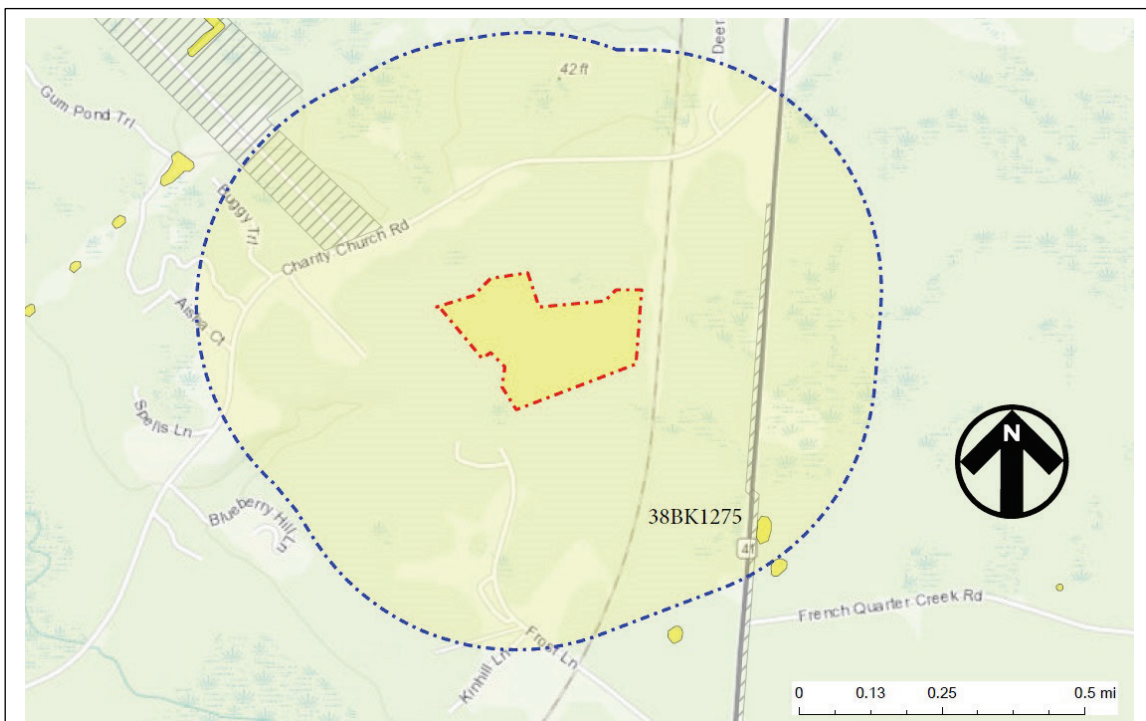 Deer
42 ft
Gum Pond Trl
Buggy Trl
Charity Church Rd
Aisha Ct
Spells Ln
N
Blueberry Hill Ln
38BK1275
41
French Quarter Creek Rd
Frost Ln
Kinhill Ln
0 0.13 0.25 0.5 mi